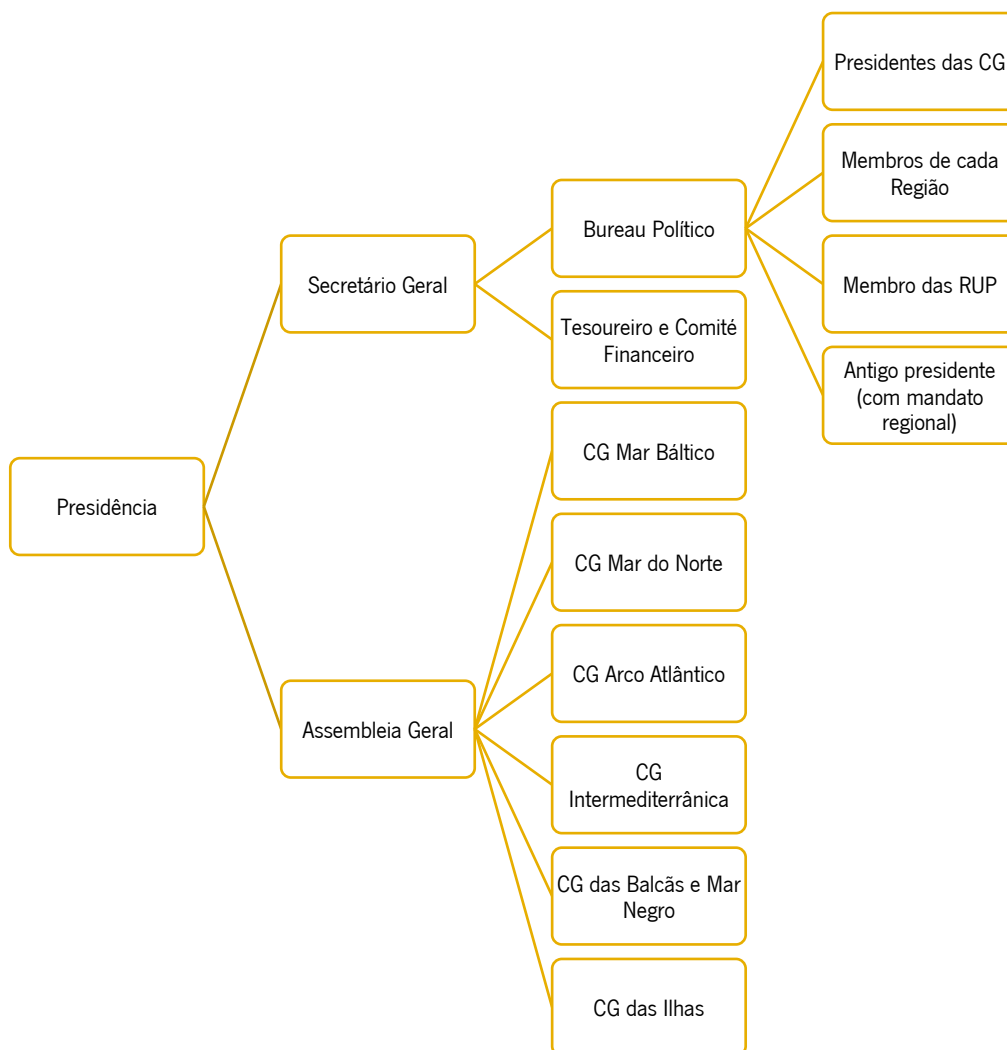 Presidência
Secretário Geral
Bureau Político
Presidentes das CG
Membros de cada
Região
Membro das RUP
Antigo presidente
(com mandato
regional)
Tesoureiro e Comité
Financeiro
Assembleia Geral
CG Mar Báltico
CG Mar do Norte
CG Arco Atlântico
CG
Intermediterrânica
CG das Balcãs e Mar
Negro
CG das Ilhas